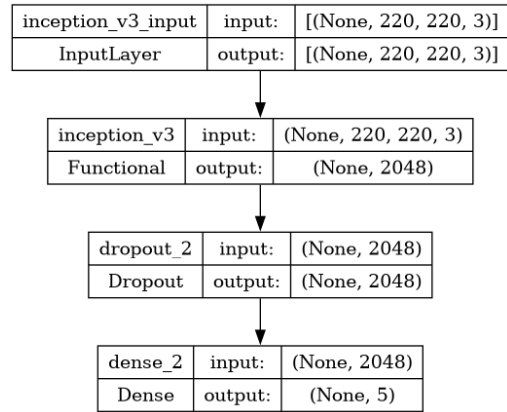 inception_v3_input input: [(None, 220, 220, 3)]
InputLayer output: [(None, 220, 220, 3)]
inception_v3 input: (None, 220, 220, 3)
Functional output: (None, 2048)
dropout_2 input: (None, 2048)
Dropout output: (None, 2048)
dense_2 input: (None, 2048)
Dense output: (None, 5)